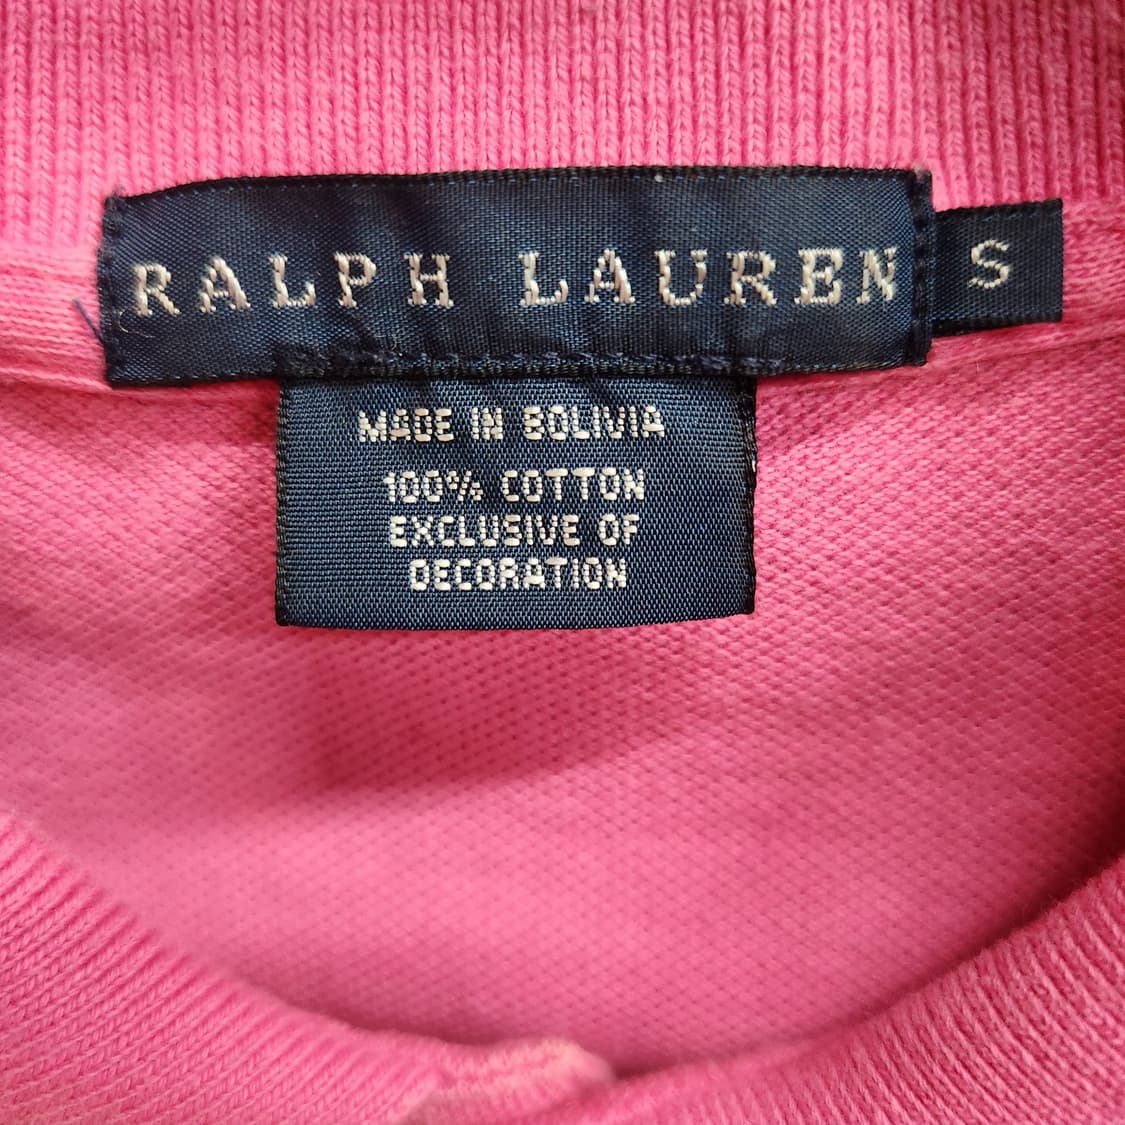 RALPH LAUREN
S
MADE IN BOLIVIA
100% COTTON
EXCLUSIVE OF
DECORATION